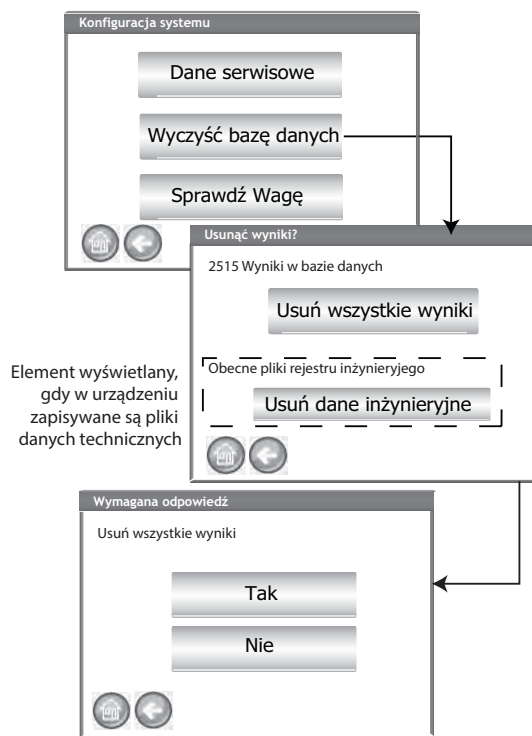 Konfiguracja systemu
Dane serwisowe
Wyczyść bazę danych
Sprawdź Wagę
Usunąć wyniki?
2515 Wyniki w bazie danych
Usuń wszystkie wyniki
Obecne pliki rejestru inżynieryjego
Usuń dane inżynieryjne
Element wyświetlany,
gdy w urządzeniu
zapisywane są pliki
danych technicznych
Wymagana odpowiedź
Usuń wszystkie wyniki
Tak
Nie